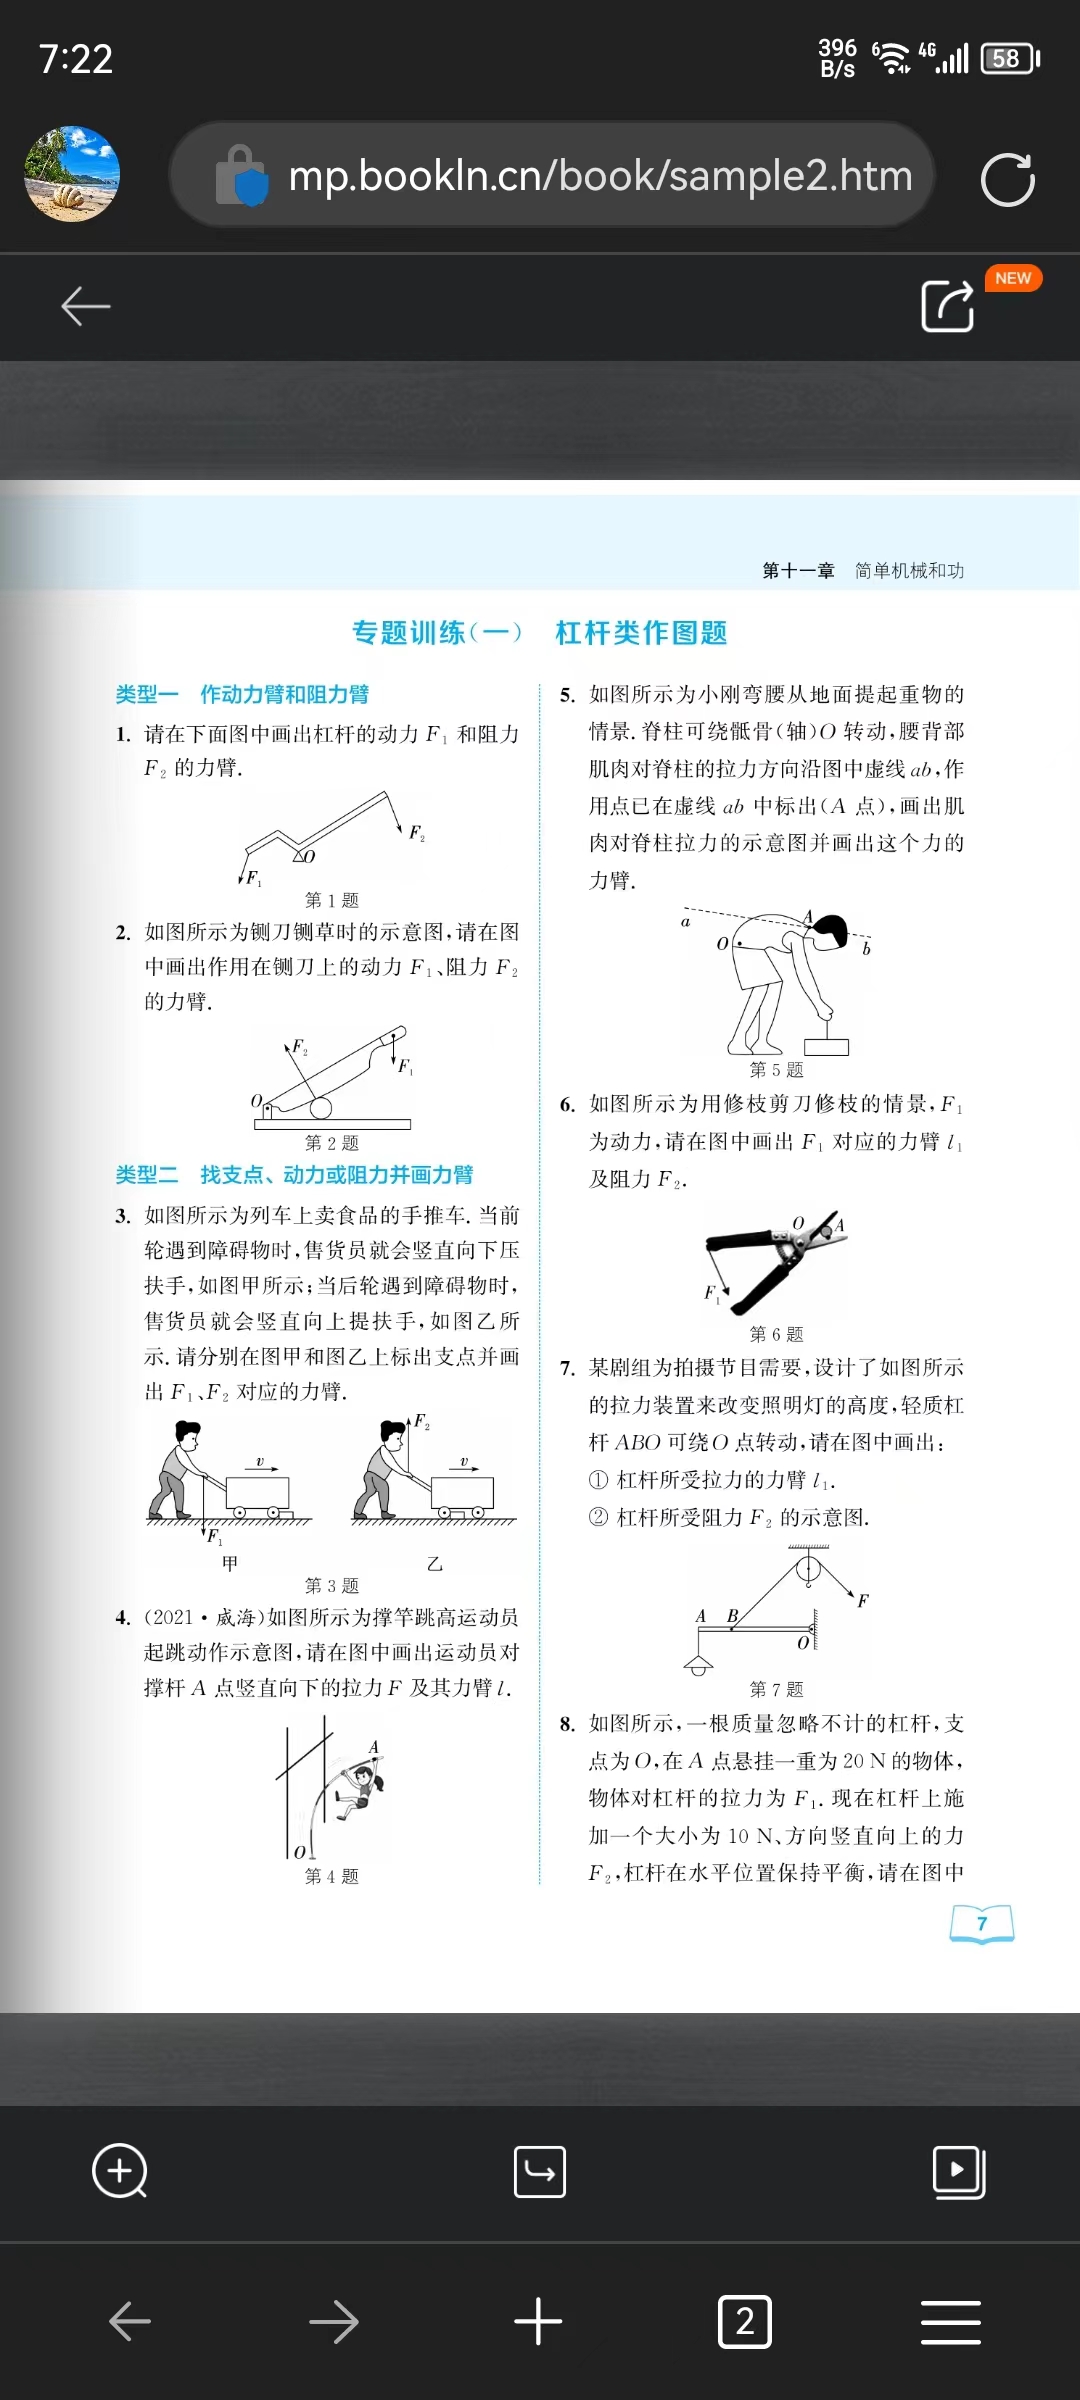 7:22
396
B/s
6
4G
58
mp.bookln.cn/book/sample2.htm
NEW
第十一章 简单机械和功
专题训练(一) 杠杆类作图题
类型一 作动力臂和阻力臂
1. 请在下面图中画出杠杆的动力 F₁ 和阻力
F₂ 的力臂.
F₂
O
F₁
第 1 题
2. 如图所示为铡刀铡草时的示意图,请在图
中画出作用在铡刀上的动力 F₁、阻力 F₂
的力臂.
F₂
F₁
O
第 2 题
类型二 找支点、动力或阻力并画力臂
3. 如图所示为列车上卖食品的手推车. 当前
轮遇到障碍物时,售货员就会竖直向下压
扶手,如图甲所示;当后轮遇到障碍物时,
售货员就会竖直向上提扶手,如图乙所
示. 请分别在图甲和图乙上标出支点并画
出 F₁、F₂ 对应的力臂.
v
F₁
甲
F₂
v
乙
第 3 题
4. (2021·威海)如图所示为撑竿跳高运动员
起跳动作示意图,请在图中画出运动员对
撑杆 A 点竖直向下的拉力 F 及其力臂 l.
A
O
第 4 题
5. 如图所示为小刚弯腰从地面提起重物的
情景. 脊柱可绕骶骨(轴)O 转动,腰背部
肌肉对脊柱的拉力方向沿图中虚线 ab,作
用点已在虚线 ab 中标出(A 点),画出肌
肉对脊柱拉力的示意图并画出这个力的
力臂.
a
A
O
b
第 5 题
6. 如图所示为用修枝剪刀修枝的情景,F₁
为动力,请在图中画出 F₁ 对应的力臂 l₁
及阻力 F₂.
O
A
F₁
第 6 题
7. 某剧组为拍摄节目需要,设计了如图所示
的拉力装置来改变照明灯的高度,轻质杠
杆 ABO 可绕O 点转动,请在图中画出:
① 杠杆所受拉力的力臂 l₁.
② 杠杆所受阻力 F₂ 的示意图.
F
A B
O
第 7 题
8. 如图所示,一根质量忽略不计的杠杆,支
点为 O,在 A 点悬挂一重为 20 N 的物体,
物体对杠杆的拉力为 F₁. 现在杠杆上施
加一个大小为 10 N、方向竖直向上的力
F₂,杠杆在水平位置保持平衡,请在图中
7
2